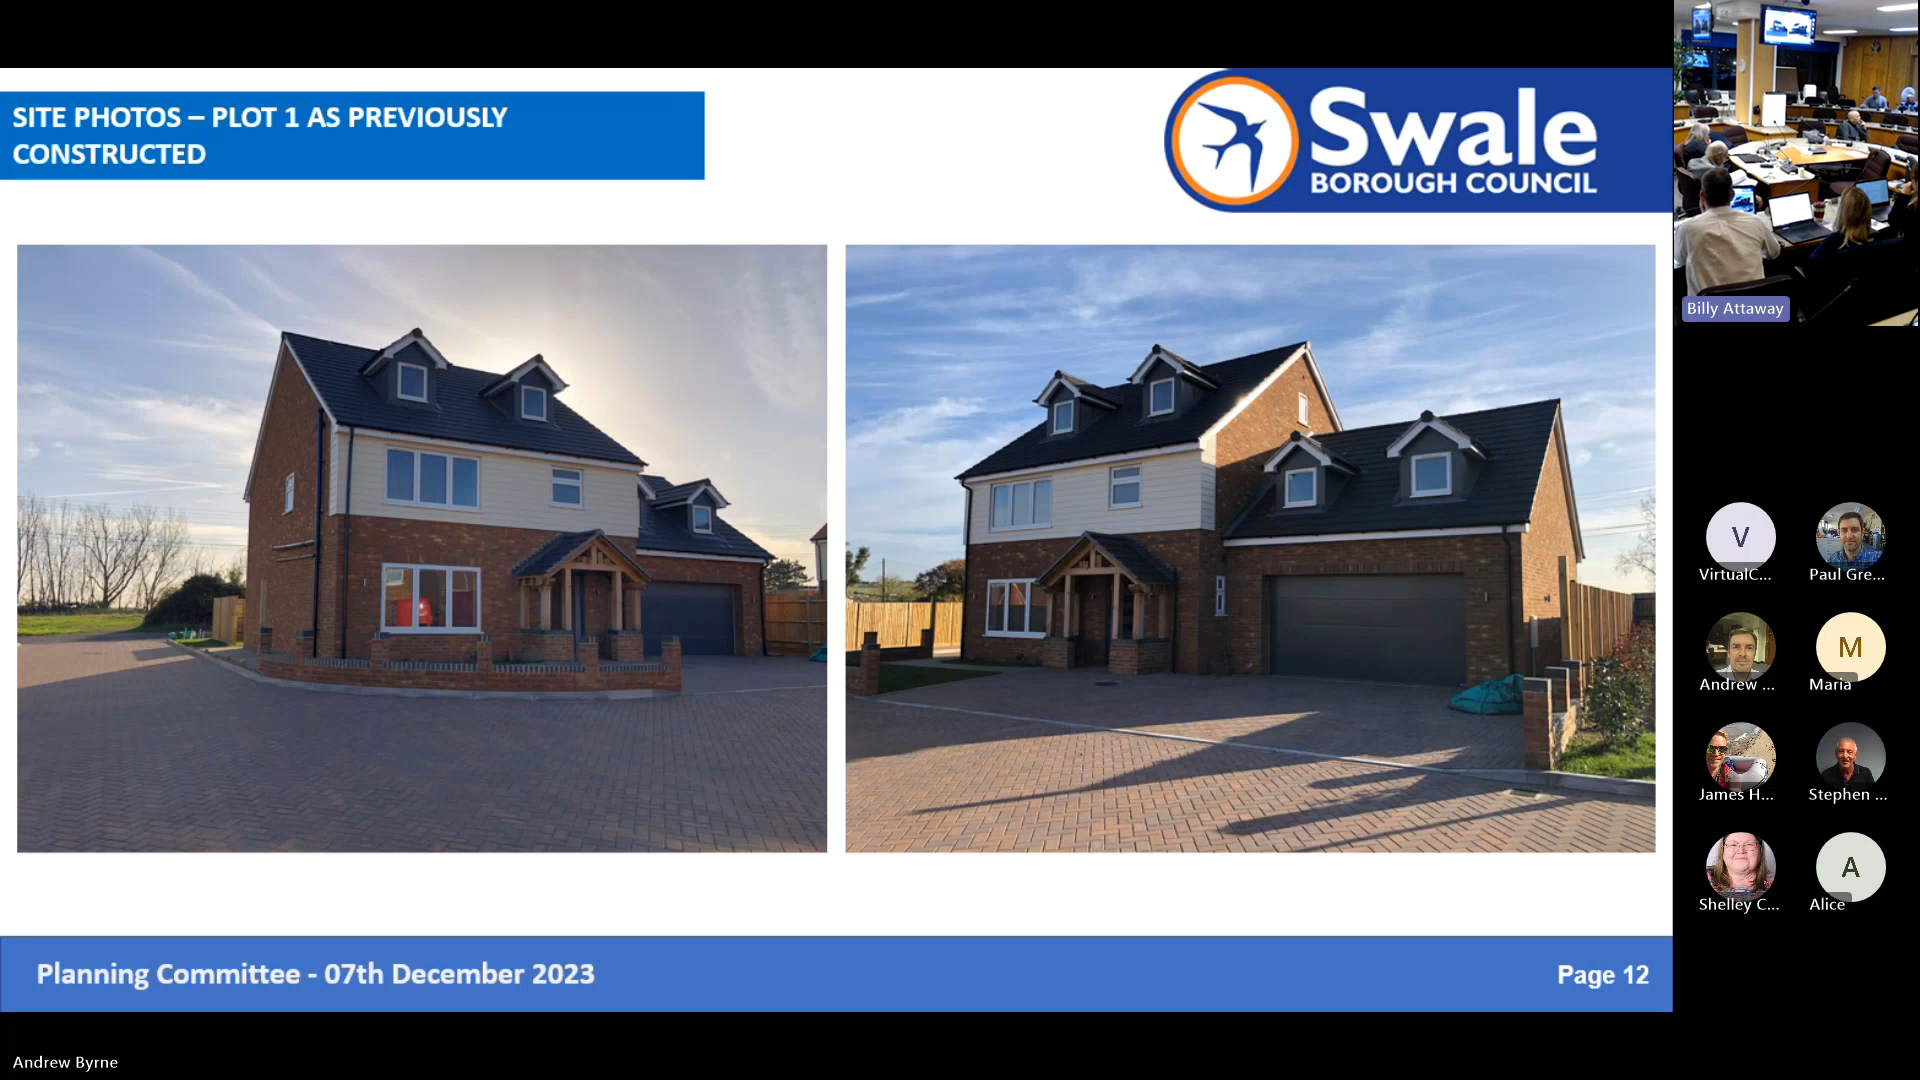 SITE PHOTOS – PLOT 1 AS PREVIOUSLY
CONSTRUCTED
Swale
BOROUGH COUNCIL
Billy Attaway
V
VirtualC...
Paul Gre...
Andrew ...
M
Maria
James H...
Stephen ...
Shelley C...
A
Alice
Planning Committee - 07th December 2023
Page 12
Andrew Byrne